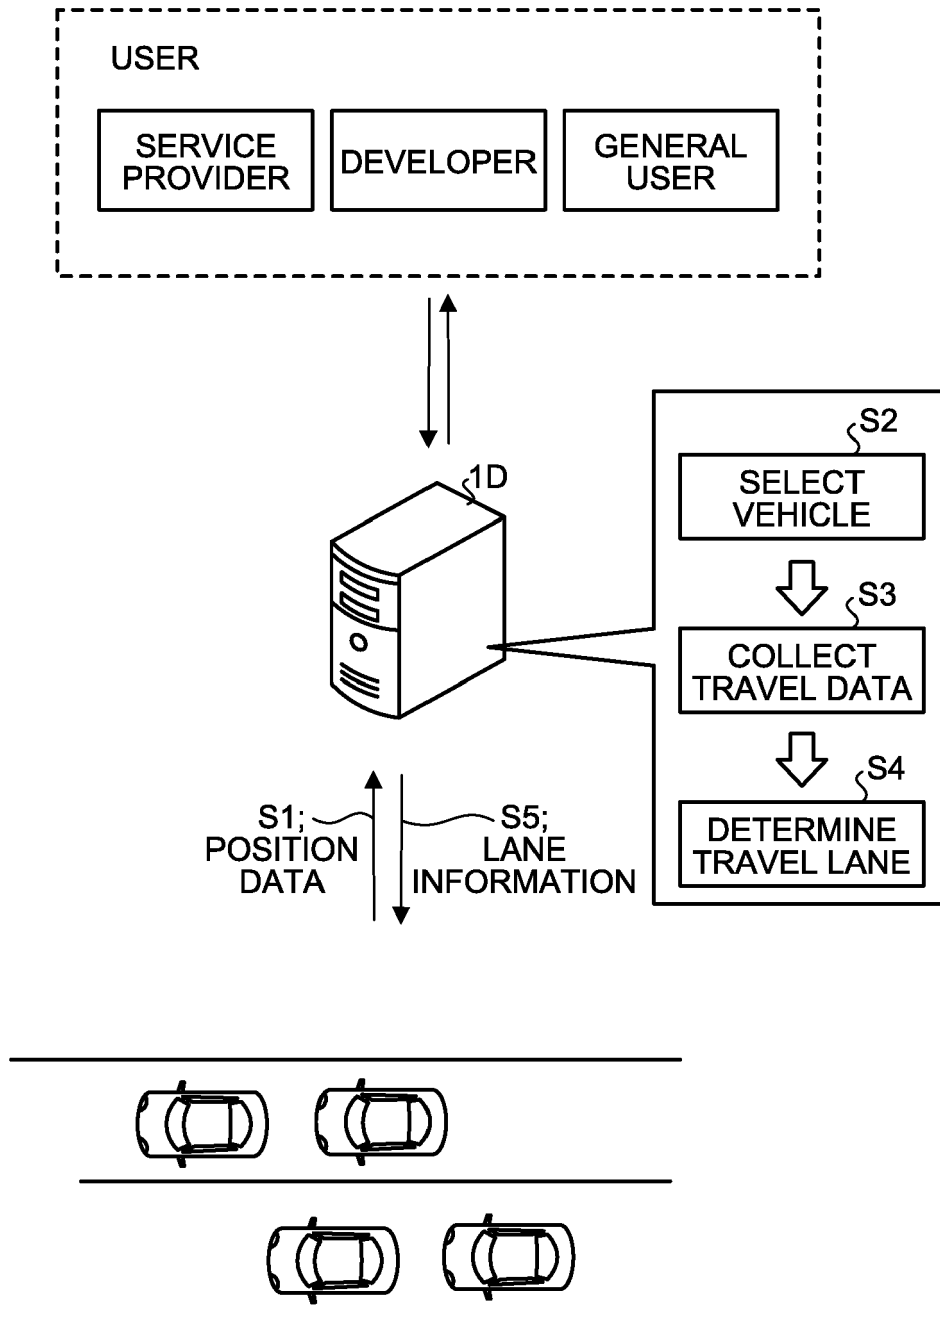 USER
SERVICE
PROVIDER
DEVELOPER
GENERAL
USER
1D
S2
SELECT
VEHICLE
S3
COLLECT
TRAVEL DATA
S4
DETERMINE
TRAVEL LANE
S1;
POSITION
DATA
S5;
LANE
INFORMATION